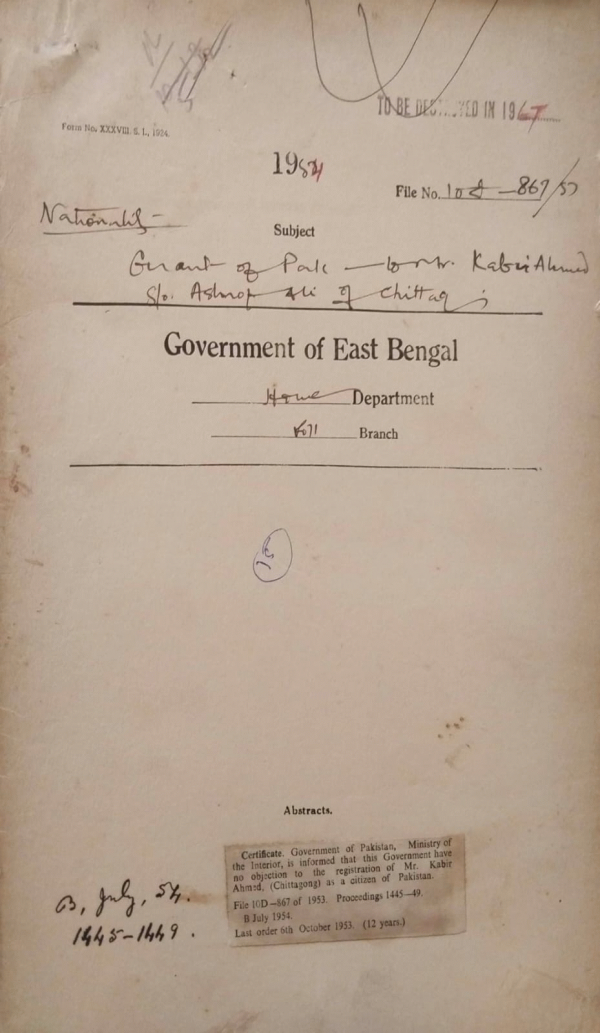 TO BE DESTROYED IN 1967
Form No. XXXVIII. S. I., 1924.
1954
File No. 10D-867/53
Nationality-
Subject
Grant of Pak — to Mr. Kabir Ahmed
S/o. Ashrof Ali of Chittag
Government of East Bengal
Home Department
Branch
Abstracts.
Certificate. Government of Pakistan, Ministry of
the Interior, is informed that this Government have
no objection to the registration of Mr. Kabir
Ahmed, (Chittagong) as a citizen of Pakistan.
File 10D—867 of 1953. Proceedings 1445—49.
B July 1954.
Last order 6th October 1953. (12 years.)
B, July, 54.
1445-1449.